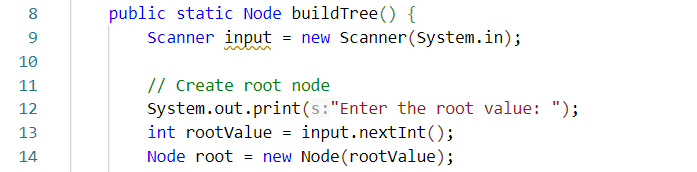 8 public static Node buildTree() {
9 Scanner input = new Scanner(System.in);
10
11 // Create root node
12 System.out.print(s:"Enter the root value: ");
13 int rootValue = input.nextInt();
14 Node root = new Node(rootValue);